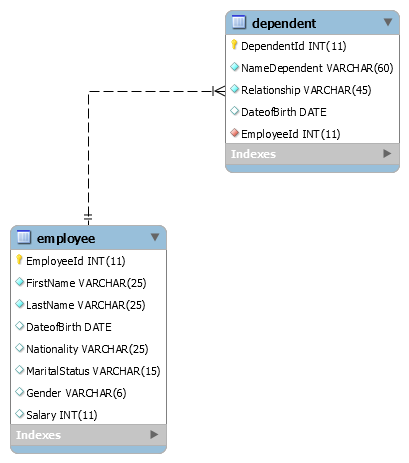 dependent
DependentId INT(11)
NameDependent VARCHAR(60)
Relationship VARCHAR(45)
DateofBirth DATE
EmployeeId INT(11)
Indexes
employee
EmployeeId INT(11)
FirstName VARCHAR(25)
LastName VARCHAR(25)
DateofBirth DATE
Nationality VARCHAR(25)
MaritalStatus VARCHAR(15)
Gender VARCHAR(6)
Salary INT(11)
Indexes